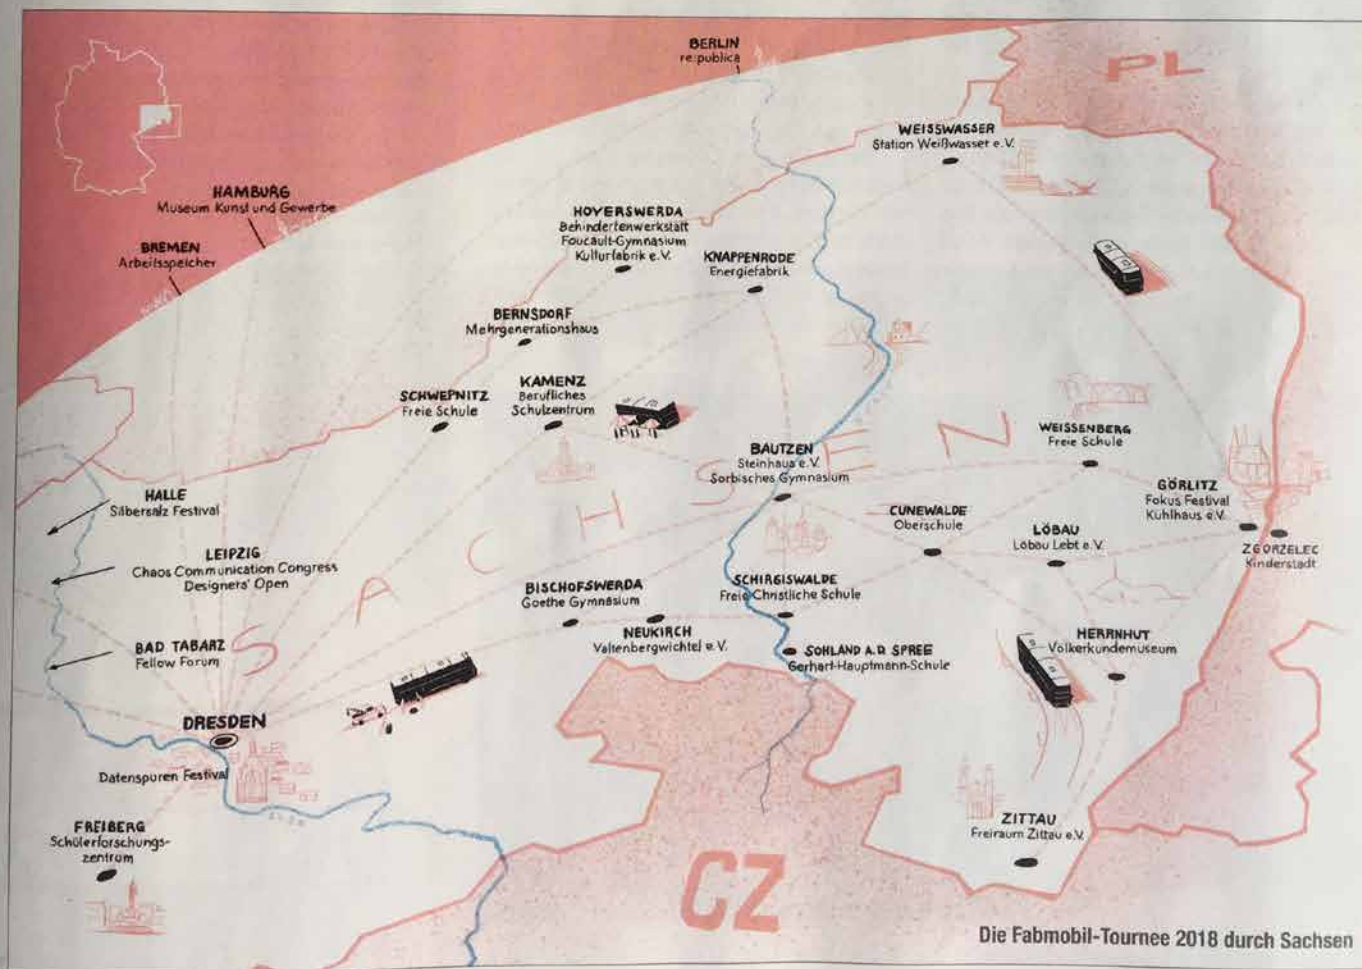 BERLIN
re:publica
PL
WEISSWASSER
Station Weißwasser e.V.
HAMBURG
Museum Kunst und Gewerbe
BREMEN
Arbeitsspeicher
HOYERSWERDA
Behindertenwerkstatt
Foucault-Gymnasium
Kulturfabrik e.V.
KNAPPENRODE
Energiefabrik
BERNSDORF
Mehrgenerationshaus
SCHWEPNITZ
Freie Schule
KAMENZ
Berufliches
Schulzentrum
WEISSENBERG
Freie Schule
BAUTZEN
Steinhaus e.V.
Sorbisches Gymnasium
HALLE
Silbersalz Festival
GÖRLITZ
Fokus Festival
Kühlhaus e.V.
CUNEWALDE
Oberschule
LÖBAU
Löbau Lebt e.V.
ZGORZELEC
Kinderstadt
LEIPZIG
Chaos Communication Congress
Designers' Open
SACHSEN
BISCHOFSWERDA
Goethe Gymnasium
SCHIRGISWALDE
Freie Christliche Schule
NEUKIRCH
Valtenbergwichtel e.V.
BAD TABARZ
Fellow Forum
SOHLAND A.D. SPREE
Gerhart-Hauptmann-Schule
HERRNHUT
Völkerkundemuseum
DRESDEN
Datenspuren Festival
FREIBERG
Schülerforschungs-
zentrum
ZITTAU
Freiraum Zittau e.V.
CZ
Die Fabmobil-Tournee 2018 durch Sachsen